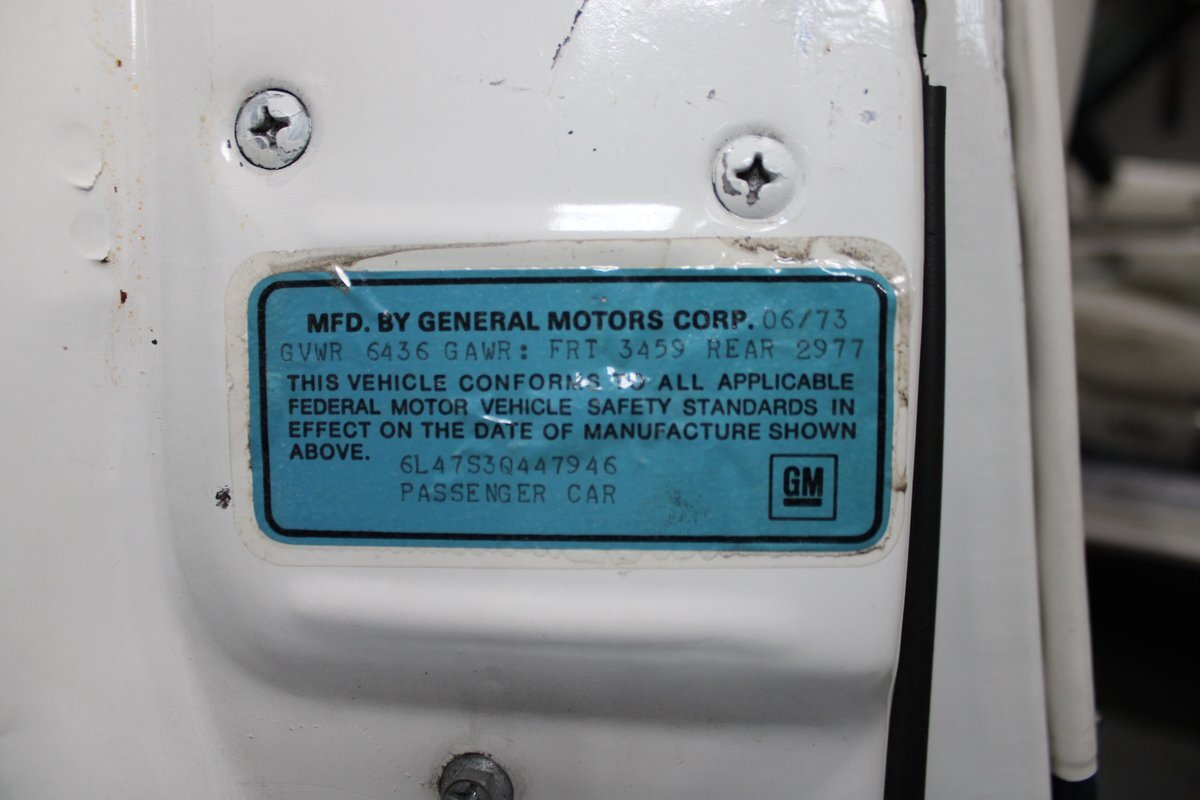 MFD. BY GENERAL MOTORS CORP. 06/73
GVWR 6436 GAWR: FRT 3459 REAR 2977
THIS VEHICLE CONFORMS TO ALL APPLICABLE
FEDERAL MOTOR VEHICLE SAFETY STANDARDS IN
EFFECT ON THE DATE OF MANUFACTURE SHOWN
ABOVE.
6L47S3Q447946
PASSENGER CAR
GM